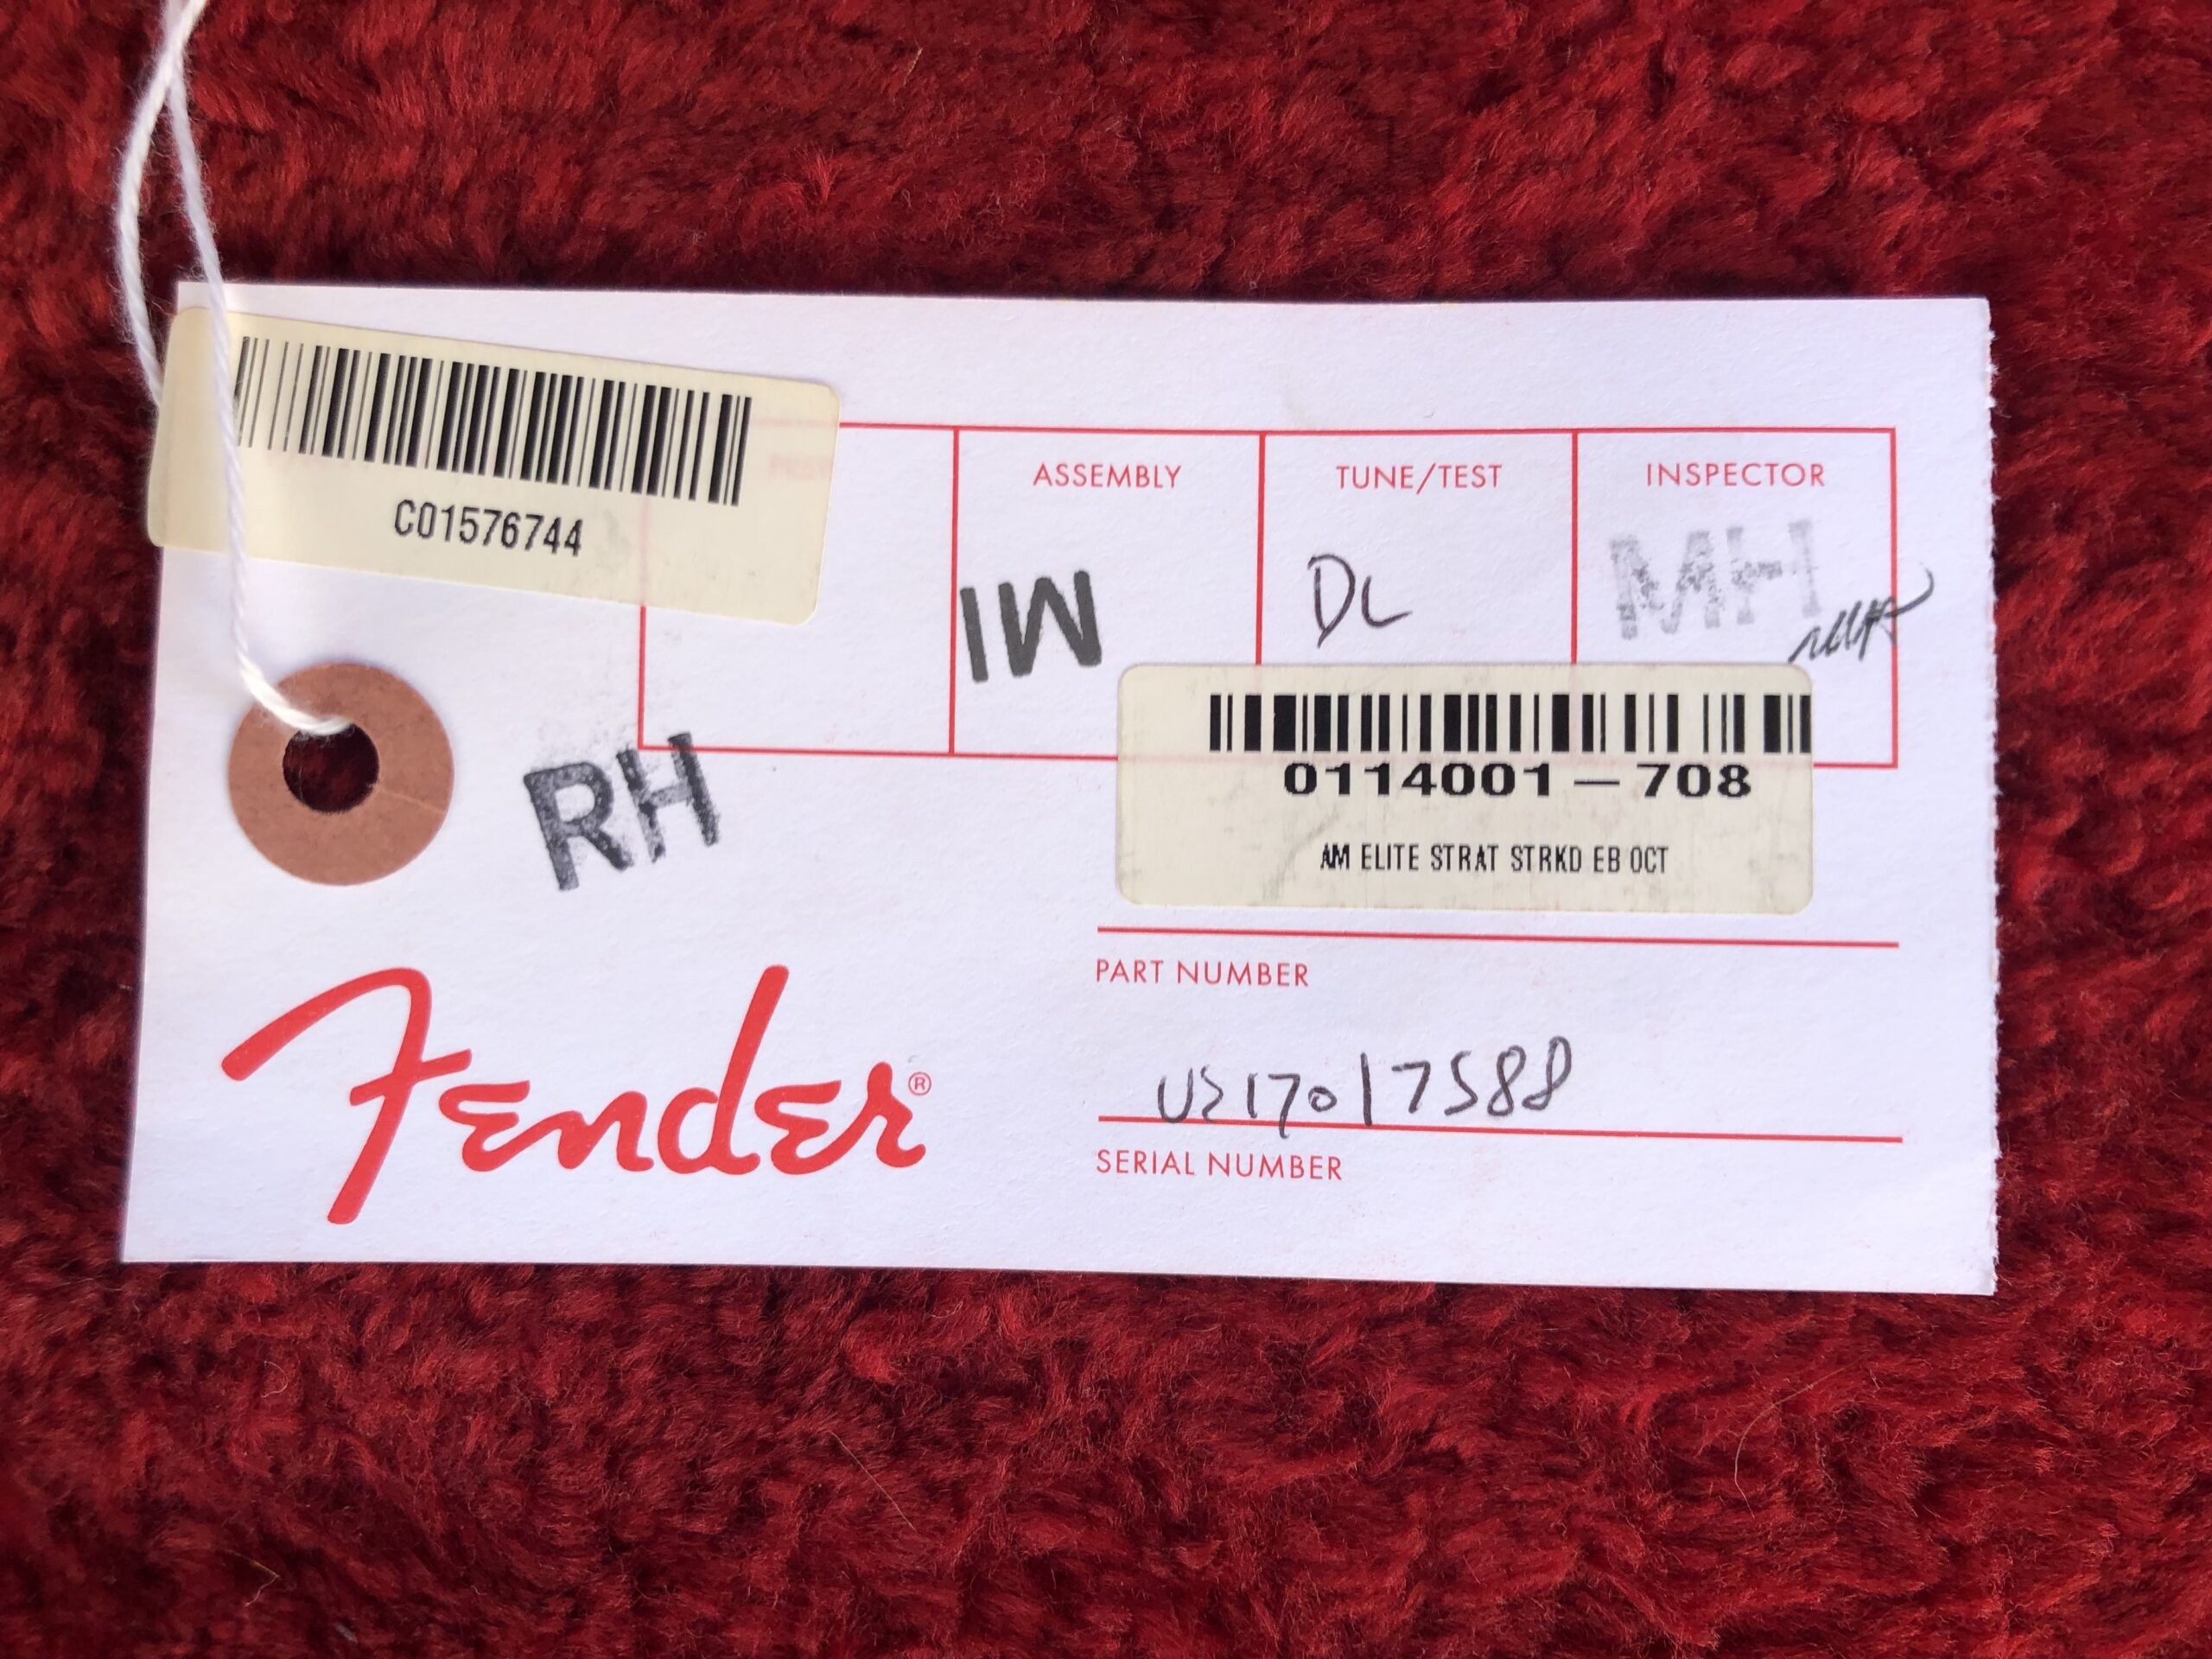 C01576744
ASSEMBLY
TUNE/TEST
INSPECTOR
IW
DL
MH
RH
0114001-708
AM ELITE STRAT STRKD EB OCT
PART NUMBER
US17017588
SERIAL NUMBER
Fender®